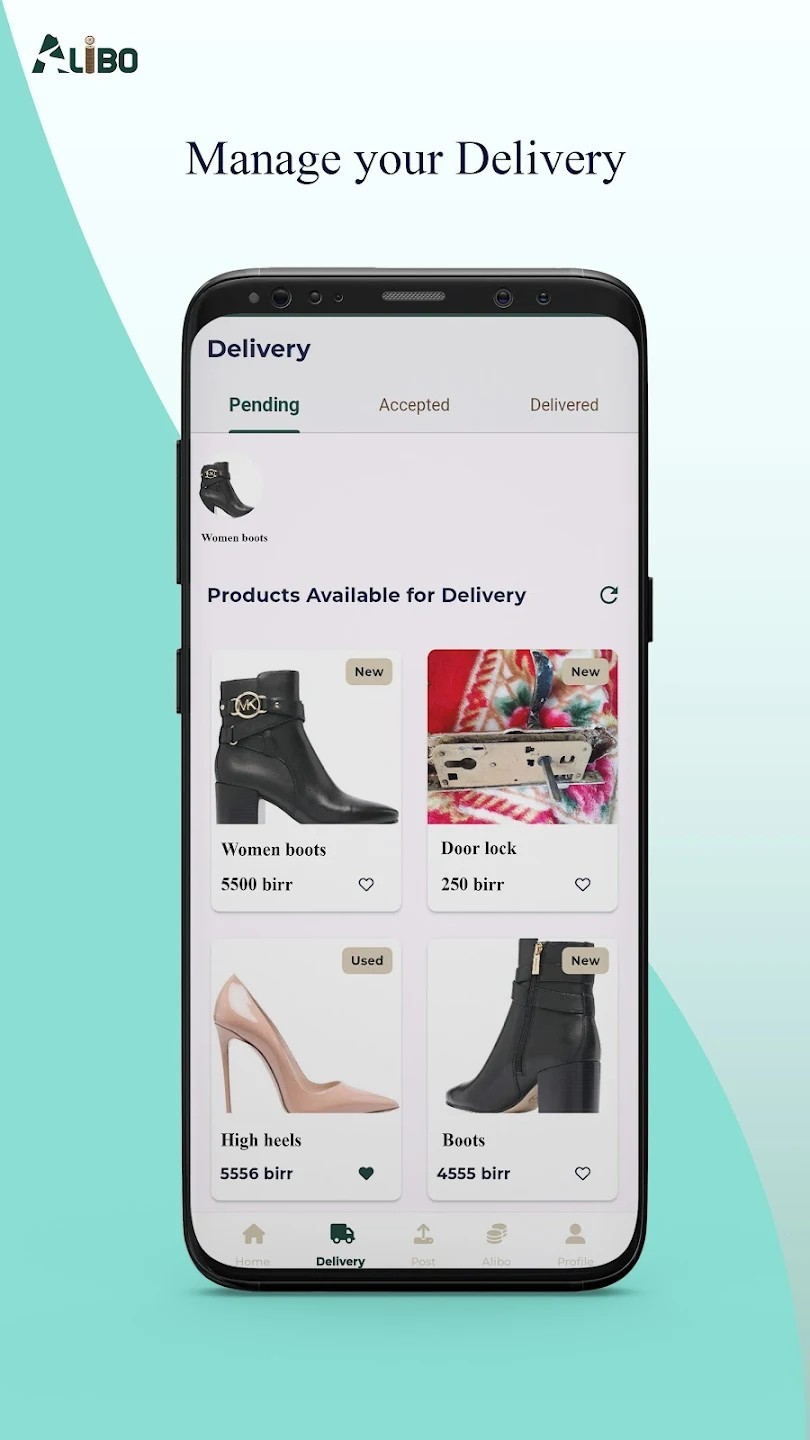 ALIBO
Manage your Delivery
Delivery
Pending Accepted Delivered
Women boots
Products Available for Delivery
New New
MK
Women boots Door lock
5500 birr 250 birr
Used New
High heels Boots
5556 birr 4555 birr
Home Delivery Post Alibo Profile